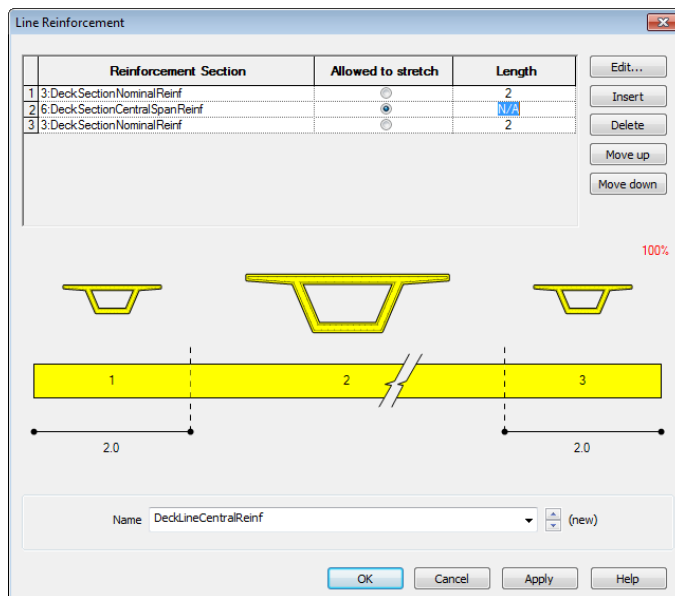 Line Reinforcement
Reinforcement Section Allowed to stretch Length
1 3:DeckSectionNominalReinf 2
2 6:DeckSectionCentralSpanReinf N/A
3 3:DeckSectionNominalReinf 2
Edit...
Insert
Delete
Move up
Move down
100%
1 2 3
2.0 2.0
Name DeckLineCentralReinf (new)
OK Cancel Apply Help